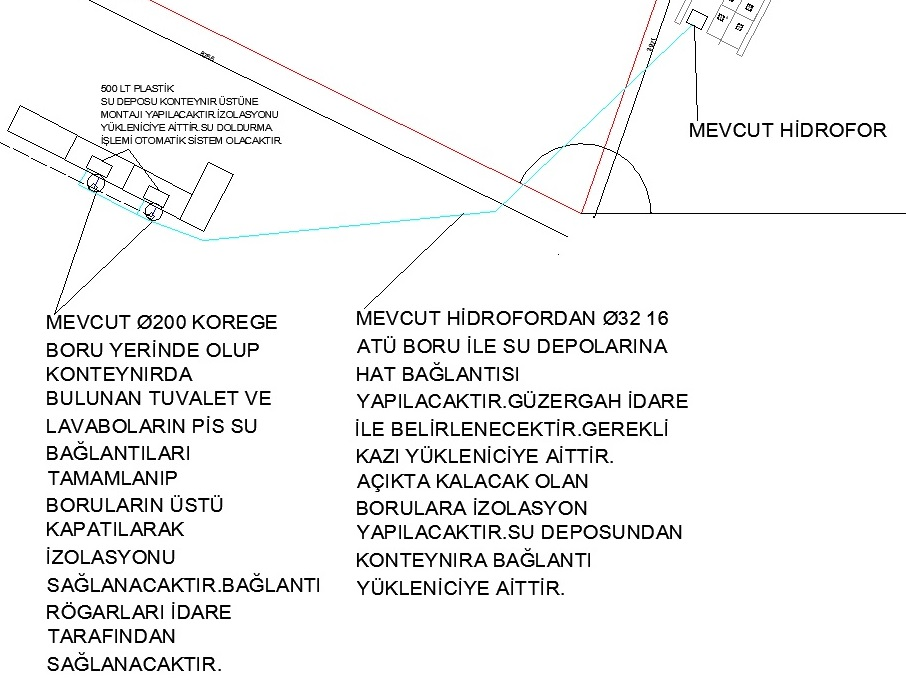 500 LT PLASTİK
SU DEPOSU KONTEYNIR ÜSTÜNE
MONTAJI YAPILACAKTIR.İZOLASYONU
YÜKLENİCİYE AİTTİR.SU DOLDURMA
İŞLEMİ OTOMATİK SİSTEM OLACAKTIR.
MEVCUT HİDROFOR
MEVCUT Ø200 KOREGE
BORU YERİNDE OLUP
KONTEYNIRDA
BULUNAN TUVALET VE
LAVABOLARIN PİS SU
BAĞLANTILARI
TAMAMLANIP
BORULARIN ÜSTÜ
KAPATILARAK
İZOLASYONU
SAĞLANACAKTIR.BAĞLANTI
RÖGARLARI İDARE
TARAFINDAN
SAĞLANACAKTIR.
MEVCUT HİDROFORDAN Ø32 16
ATÜ BORU İLE SU DEPOLARINA
HAT BAĞLANTISI
YAPILACAKTIR.GÜZERGAH İDARE
İLE BELİRLENECEKTİR.GEREKLİ
KAZI YÜKLENİCİYE AİTTİR.
AÇIKTA KALACAK OLAN
BORULARA İZOLASYON
YAPILACAKTIR.SU DEPOSUNDAN
KONTEYNIRA BAĞLANTI
YÜKLENİCİYE AİTTİR.